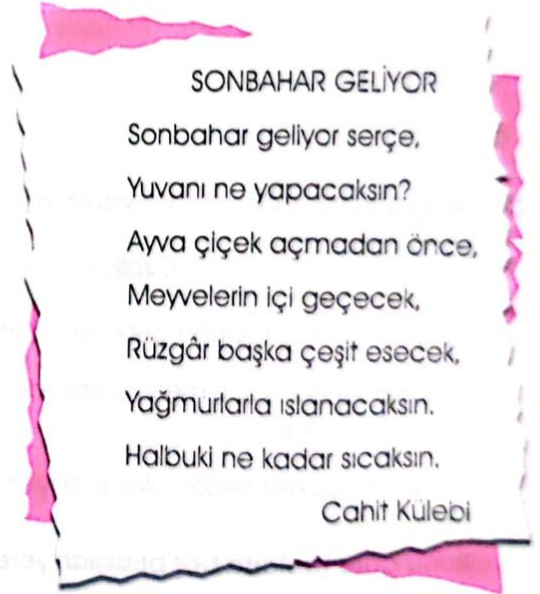 SONBAHAR GELİYOR
Sonbahar geliyor serçe,
Yuvanı ne yapacaksın?
Ayva çiçek açmadan önce,
Meyvelerin içi geçecek,
Rüzgâr başka çeşit esecek,
Yağmurlarla ıslanacaksın.
Halbuki ne kadar sıcaksın.
Cahit Külebi